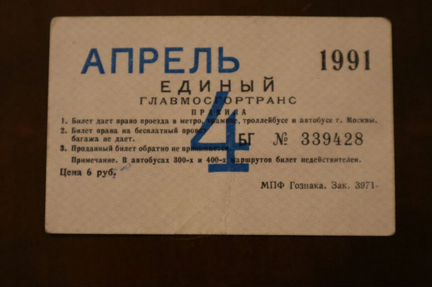 АПРЕЛЬ 1991
ЕДИНЫЙ
ГЛАВМОСГОРТРАНС
ПРАВИЛА
4
1. Билет дает право проезда в метро, трамвае, троллейбусе и автобусе г. Москвы.
2. Билет права на бесплатный провоз
багажа не дает.
БГ № 339428
3. Проданный билет обратно не принимается.
Примечание. В автобусах 300-х и 400-х маршрутов билет недействителен.
Цена 6 руб.
МПФ Гознака. Зак. 3971-